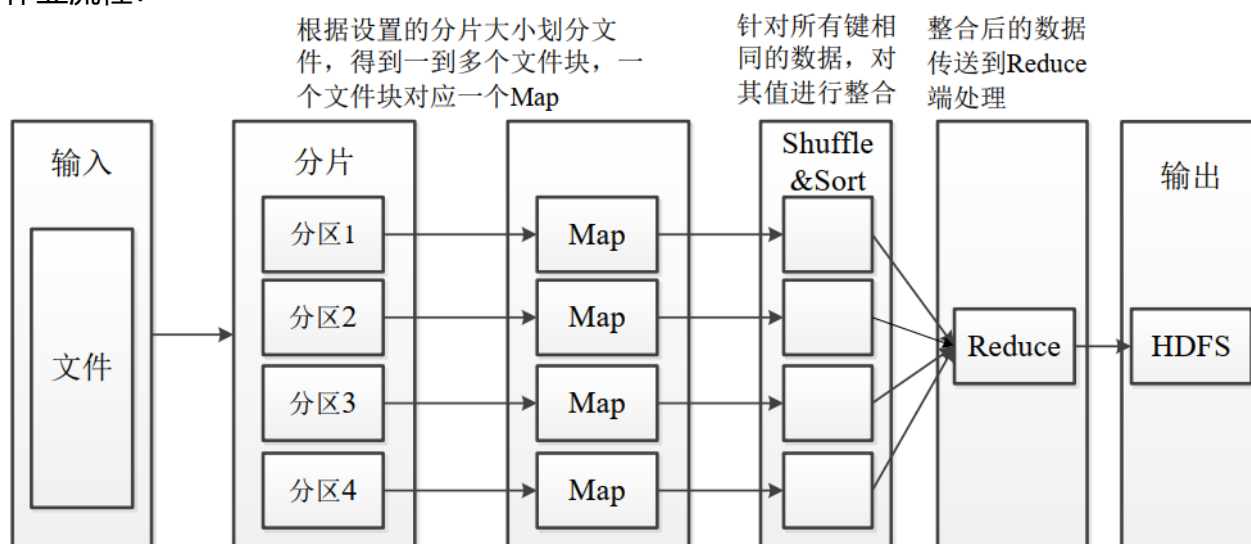 作业流程：
根据设置的分片大小划分文
件，得到一到多个文件块，一
个文件块对应一个Map
针对所有键相
同的数据，对
其值进行整合
整合后的数据
传送到Reduce
端处理
输入
文件
分片
分区1
分区2
分区3
分区4
Map
Map
Map
Map
Shuffle
&Sort
Reduce
输出
HDFS